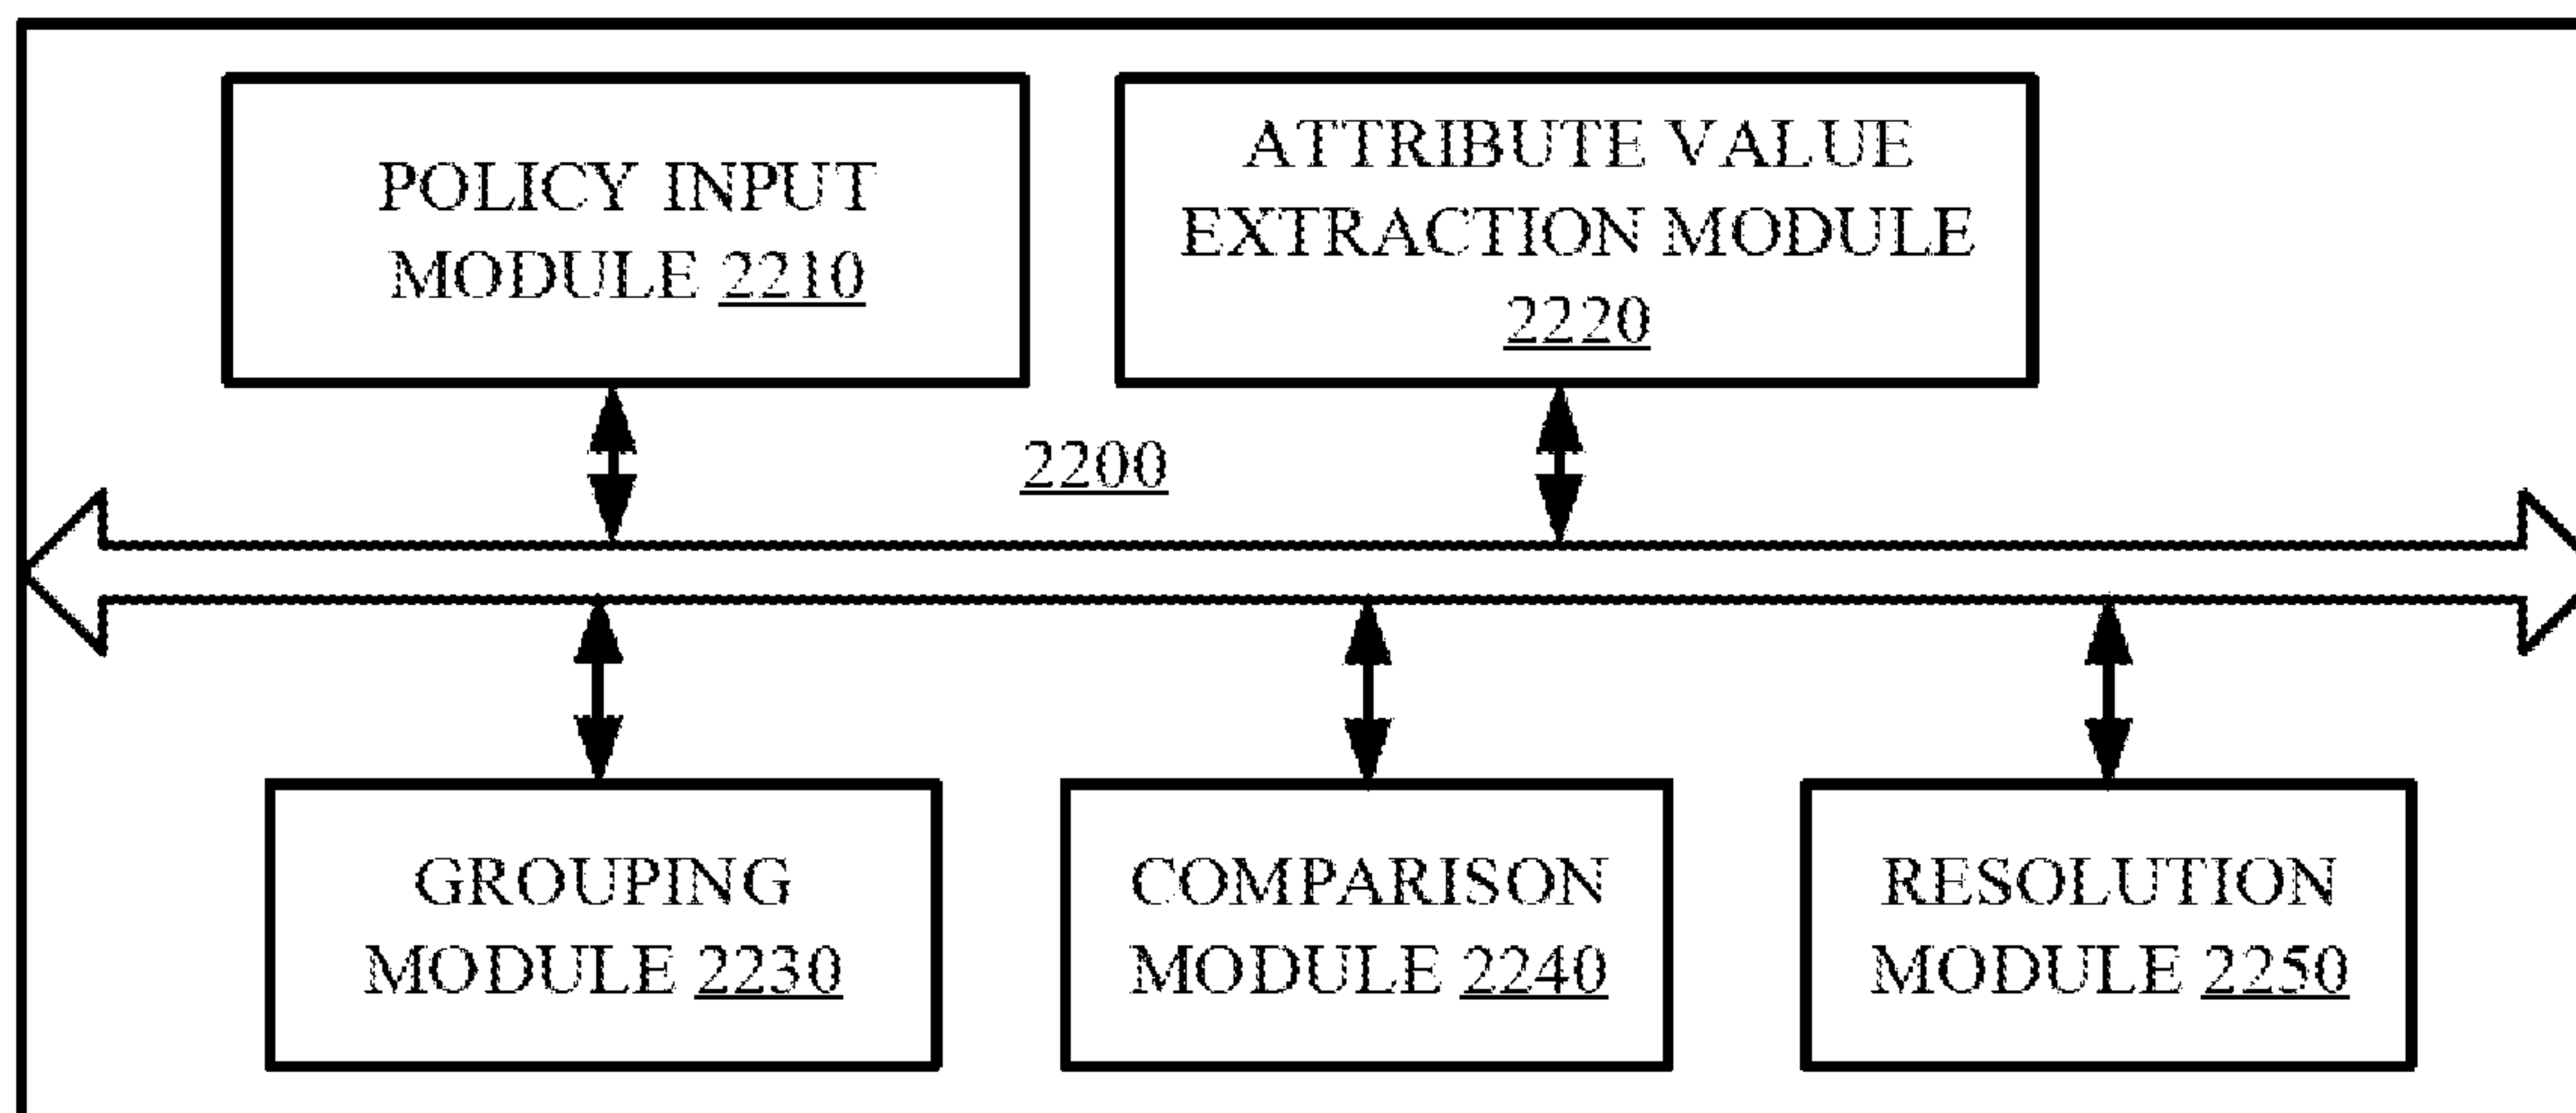 POLICY INPUT
MODULE 2210
ATTRIBUTE VALUE
EXTRACTION MODULE
2220
2200
GROUPING
MODULE 2230
COMPARISON
MODULE 2240
RESOLUTION
MODULE 2250